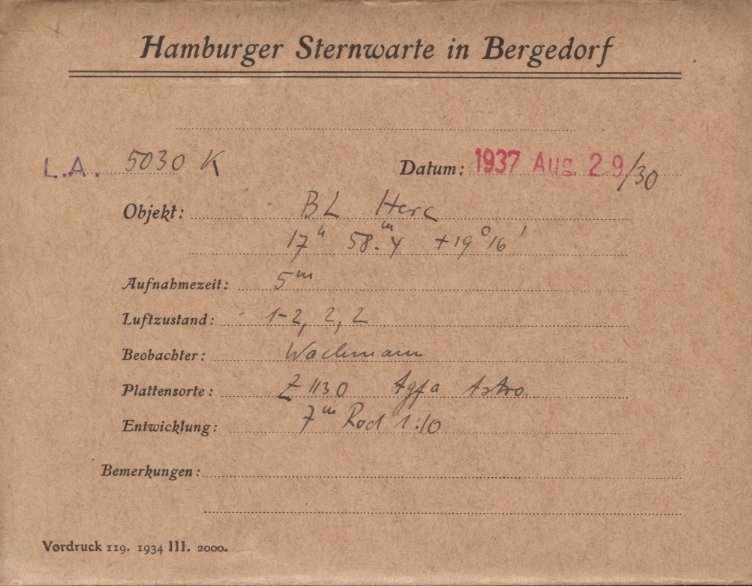 Hamburger Sternwarte in Bergedorf
L.A. 5030 K Datum: 1937 Aug. 29/30
Objekt: BL Herc
17ʰ 58.ᵐ4 +19°16'
Aufnahmezeit: 5ᵐ
Luftzustand: 1-2, 2, 2
Beobachter: Wachmann
Plattensorte: Z 1130 Agfa Astro
Entwicklung: 7ᵐ Rod 1:10
Bemerkungen:
Vordruck 119. 1934 III. 2000.